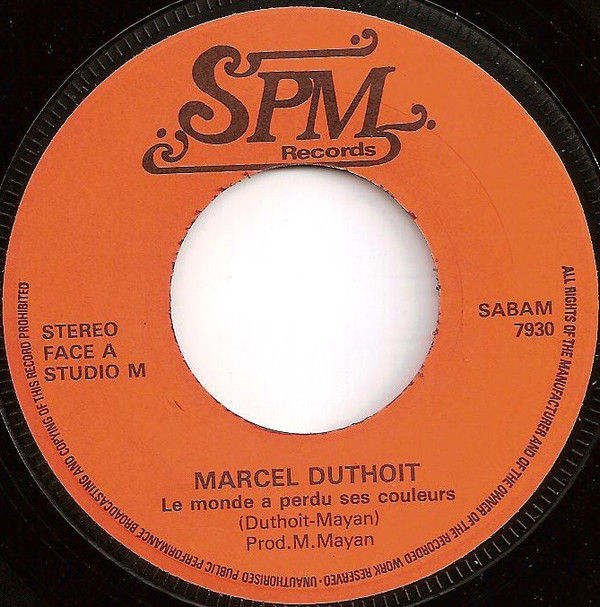 SPM
Records
STEREO
FACE A
STUDIO M
SABAM
7930
MARCEL DUTHOIT
Le monde a perdu ses couleurs
(Duthoit-Mayan)
Prod.M.Mayan
ALL RIGHTS OF THE MANUFACTURER AND OF THE OWNER OF THE RECORDED WORK RESERVED · UNAUTHORISED PUBLIC PERFORMANCE BROADCASTING AND COPYING OF THIS RECORD PROHIBITED